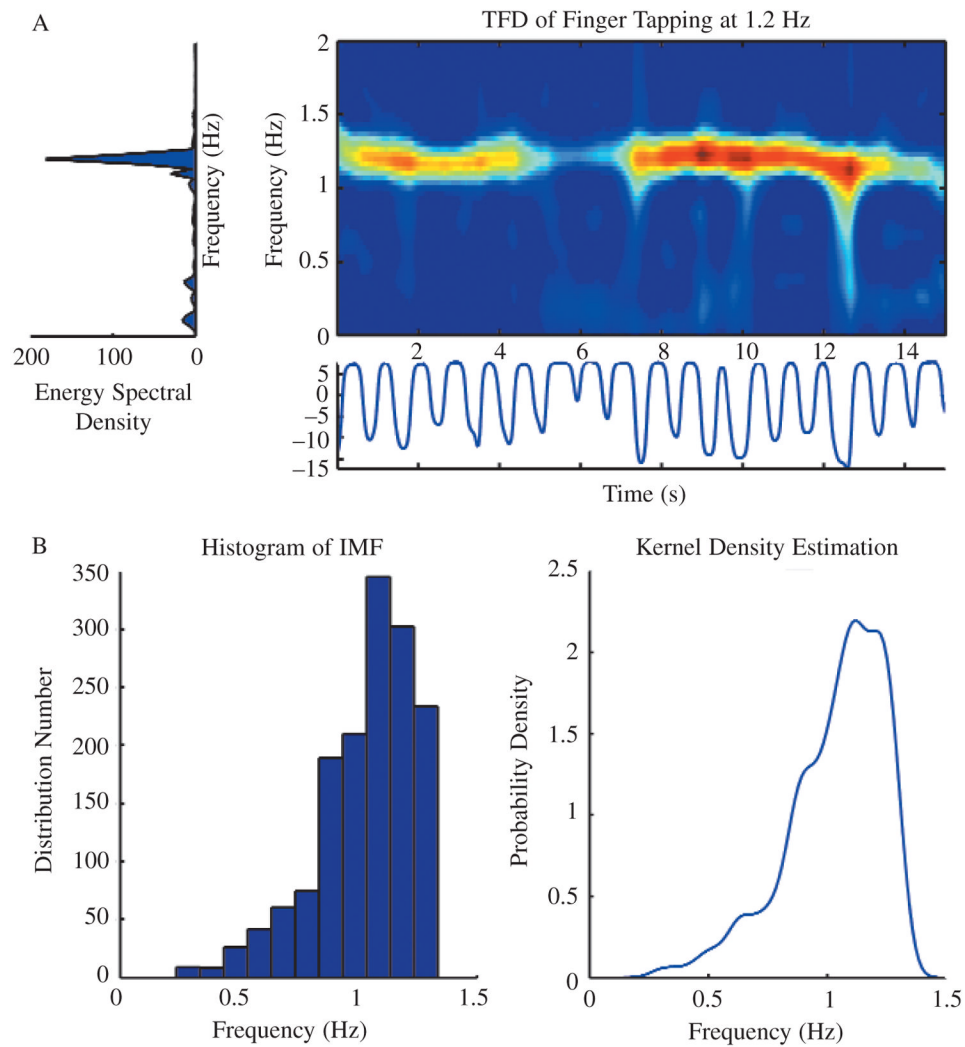 A
TFD of Finger Tapping at 1.2 Hz
Frequency (Hz)
200 100 0
Energy Spectral
Density
Frequency (Hz)
2
1.5
1
0.5
0
2 4 6 8 10 12 14
5
0
−5
−10
−15
Time (s)
B
Histogram of IMF
Distribution Number
350
300
250
200
150
100
50
0
0 0.5 1 1.5
Frequency (Hz)
Kernel Density Estimation
Probability Density
2.5
2
1.5
1
0.5
0
0 0.5 1 1.5
Frequency (Hz)